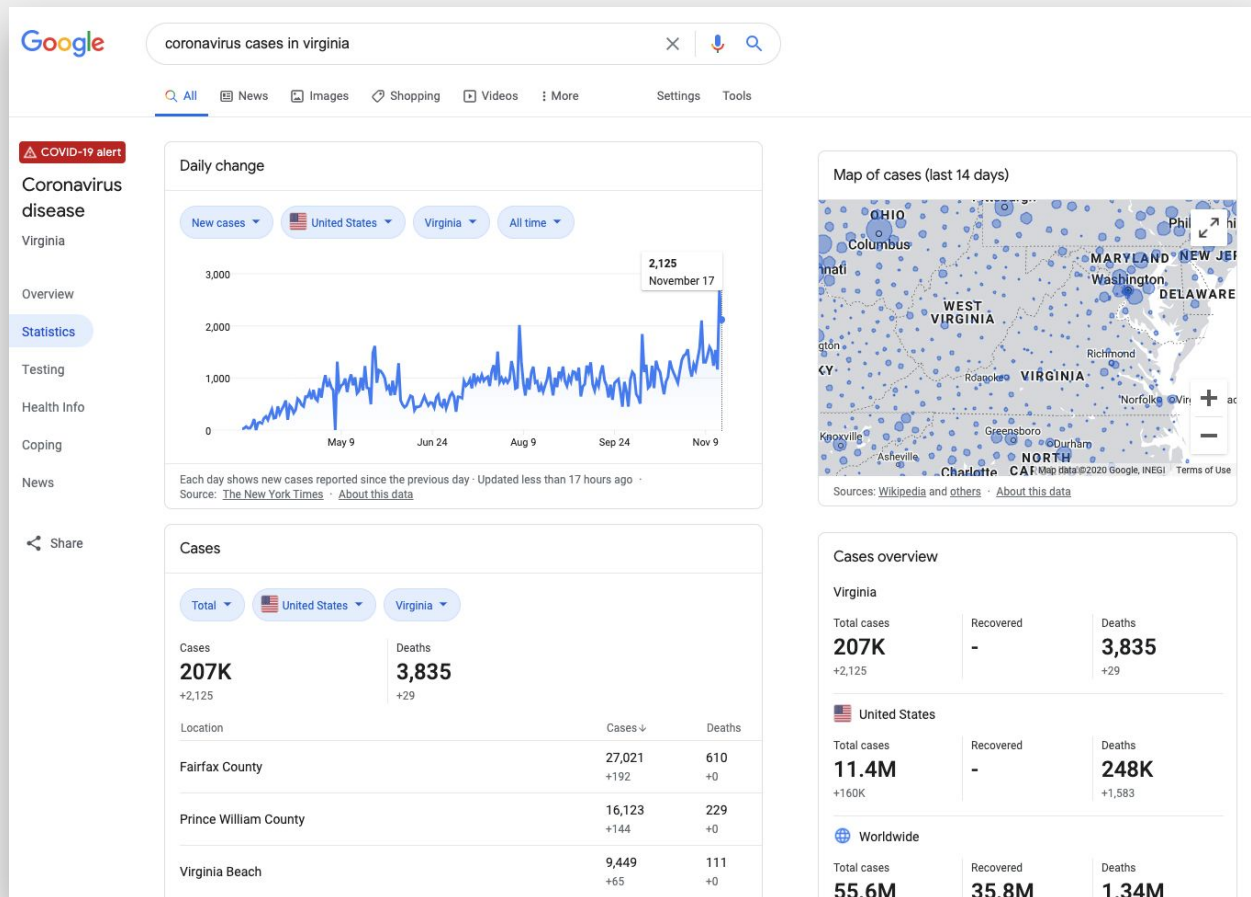 Google
coronavirus cases in virginia
All News Images Shopping Videos More Settings Tools
COVID-19 alert
Coronavirus
disease
Virginia
Overview
Statistics
Testing
Health Info
Coping
News
Share
Daily change
New cases United States Virginia All time
2,125
November 17
3,000
2,000
1,000
0
May 9 Jun 24 Aug 9 Sep 24 Nov 9
Each day shows new cases reported since the previous day · Updated less than 17 hours ago ·
Source: The New York Times · About this data
Cases
Total United States Virginia
Cases Deaths
207K 3,835
+2,125 +29
Location Cases↓ Deaths
Fairfax County 27,021 610
+192 +0
Prince William County 16,123 229
+144 +0
Virginia Beach 9,449 111
+65 +0
Map of cases (last 14 days)
OHIO
Columbus
MARYLAND NEW JER
Washington
DELAWARE
WEST
VIRGINIA
Richmond
Roanoke VIRGINIA
Norfolk
KY
Knoxville
Greensboro
Durham
Asheville
NORTH
Charlotte
Map data ©2020 Google, INEGI Terms of Use
Sources: Wikipedia and others · About this data
Cases overview
Virginia
Total cases Recovered Deaths
207K - 3,835
+2,125 +29
United States
Total cases Recovered Deaths
11.4M - 248K
+160K +1,583
Worldwide
Total cases Recovered Deaths
55.6M 35.8M 1.34M